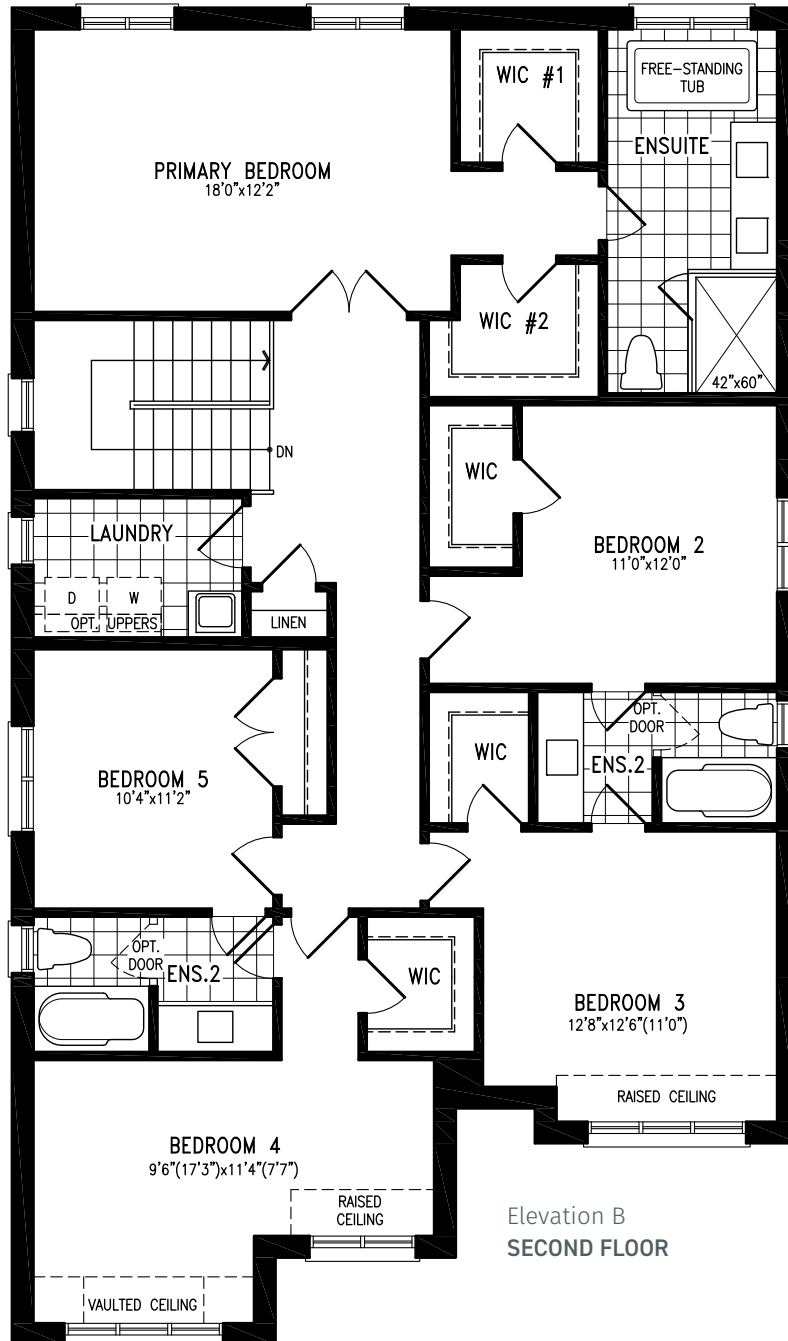 WIC #1
FREE-STANDING
TUB
ENSUITE
PRIMARY BEDROOM
18'0"x12'2"
WIC #2
42"x60"
DN
WIC
LAUNDRY
BEDROOM 2
11'0"x12'0"
D
W
OPT. UPPERS
LINEN
OPT.
DOOR
WIC
ENS.2
BEDROOM 5
10'4"x11'2"
OPT.
DOOR
ENS.2
WIC
BEDROOM 3
12'8"x12'6"(11'0")
RAISED CEILING
BEDROOM 4
9'6"(17'3")x11'4"(7'7")
RAISED
CEILING
Elevation B
SECOND FLOOR
VAULTED CEILING